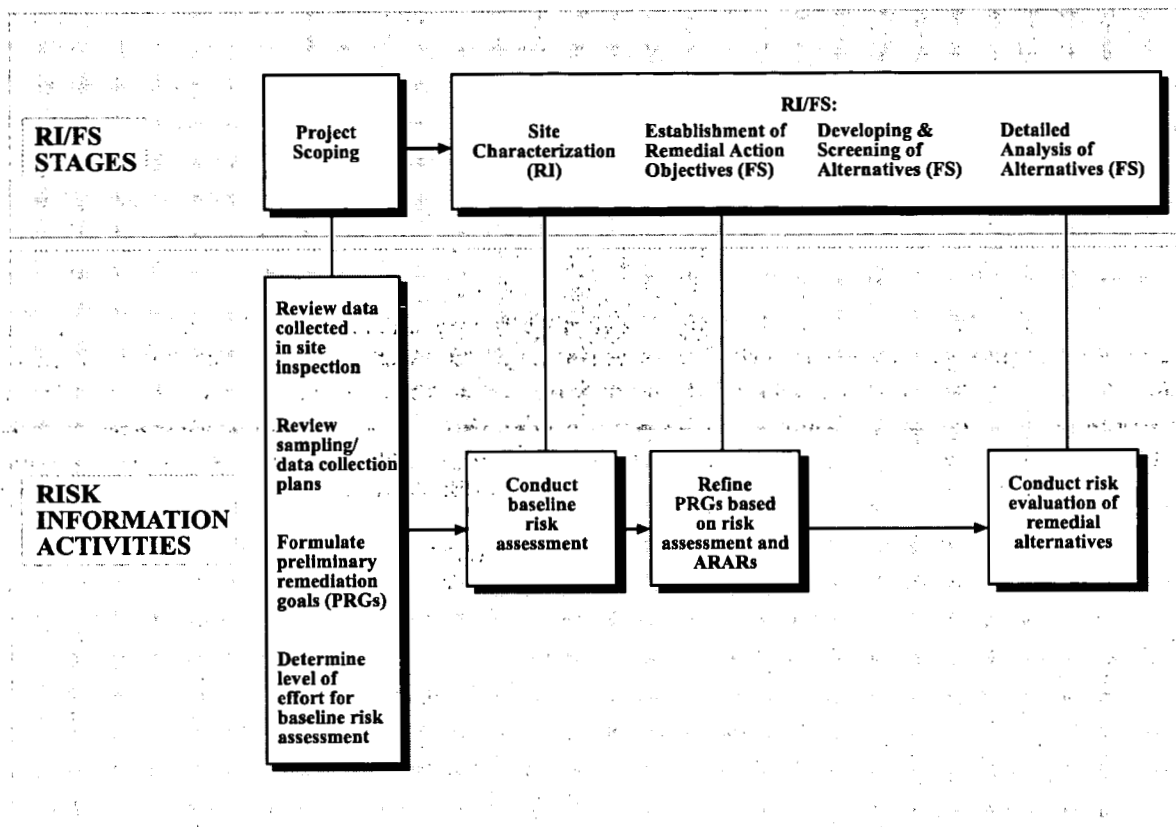 RI/FS
STAGES
Project
Scoping
RI/FS:
Site
Characterization
(RI)
Establishment of
Remedial Action
Objectives (FS)
Developing &
Screening of
Alternatives (FS)
Detailed
Analysis of
Alternatives (FS)
RISK
INFORMATION
ACTIVITIES
Review data
collected
in site
inspection
Review
sampling/
data collection
plans
Formulate
preliminary
remediation
goals (PRGs)
Determine
level of
effort for
baseline risk
assessment
Conduct
baseline
risk
assessment
Refine
PRGs based
on risk
assessment and
ARARs
Conduct risk
evaluation of
remedial
alternatives